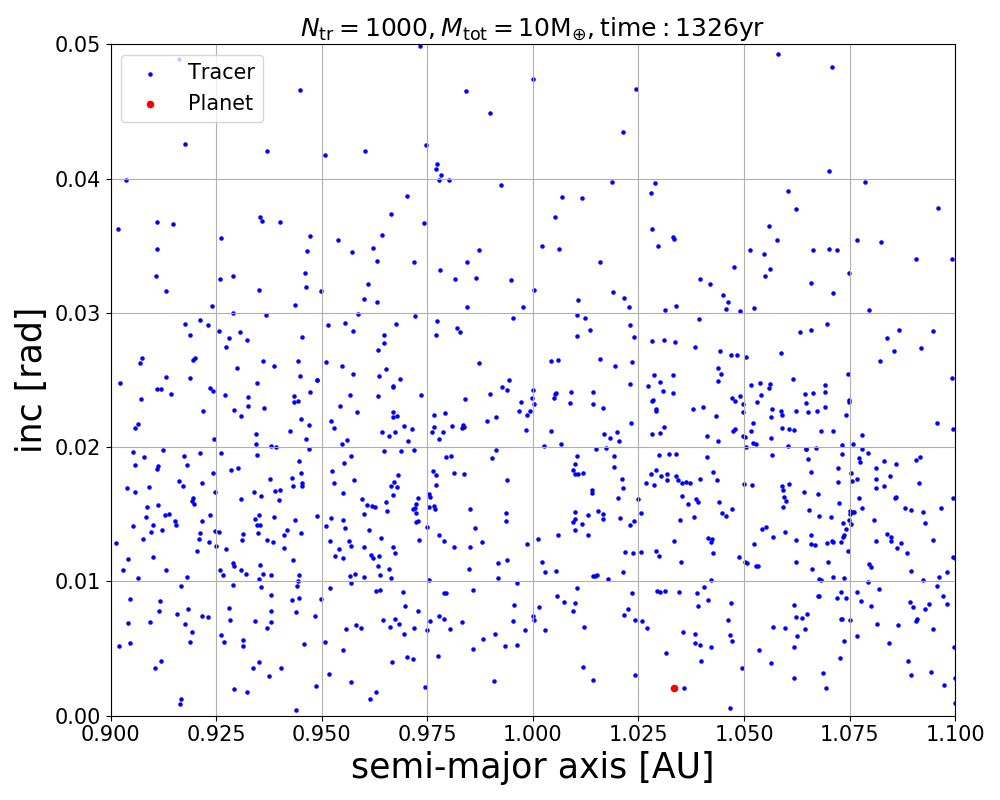 N_tr = 1000, M_tot = 10M_⊕, time : 1326yr
0.05
Tracer
Planet
0.04
0.03
inc [rad]
0.02
0.01
0.00
0.900 0.925 0.950 0.975 1.000 1.025 1.050 1.075 1.100
semi-major axis [AU]